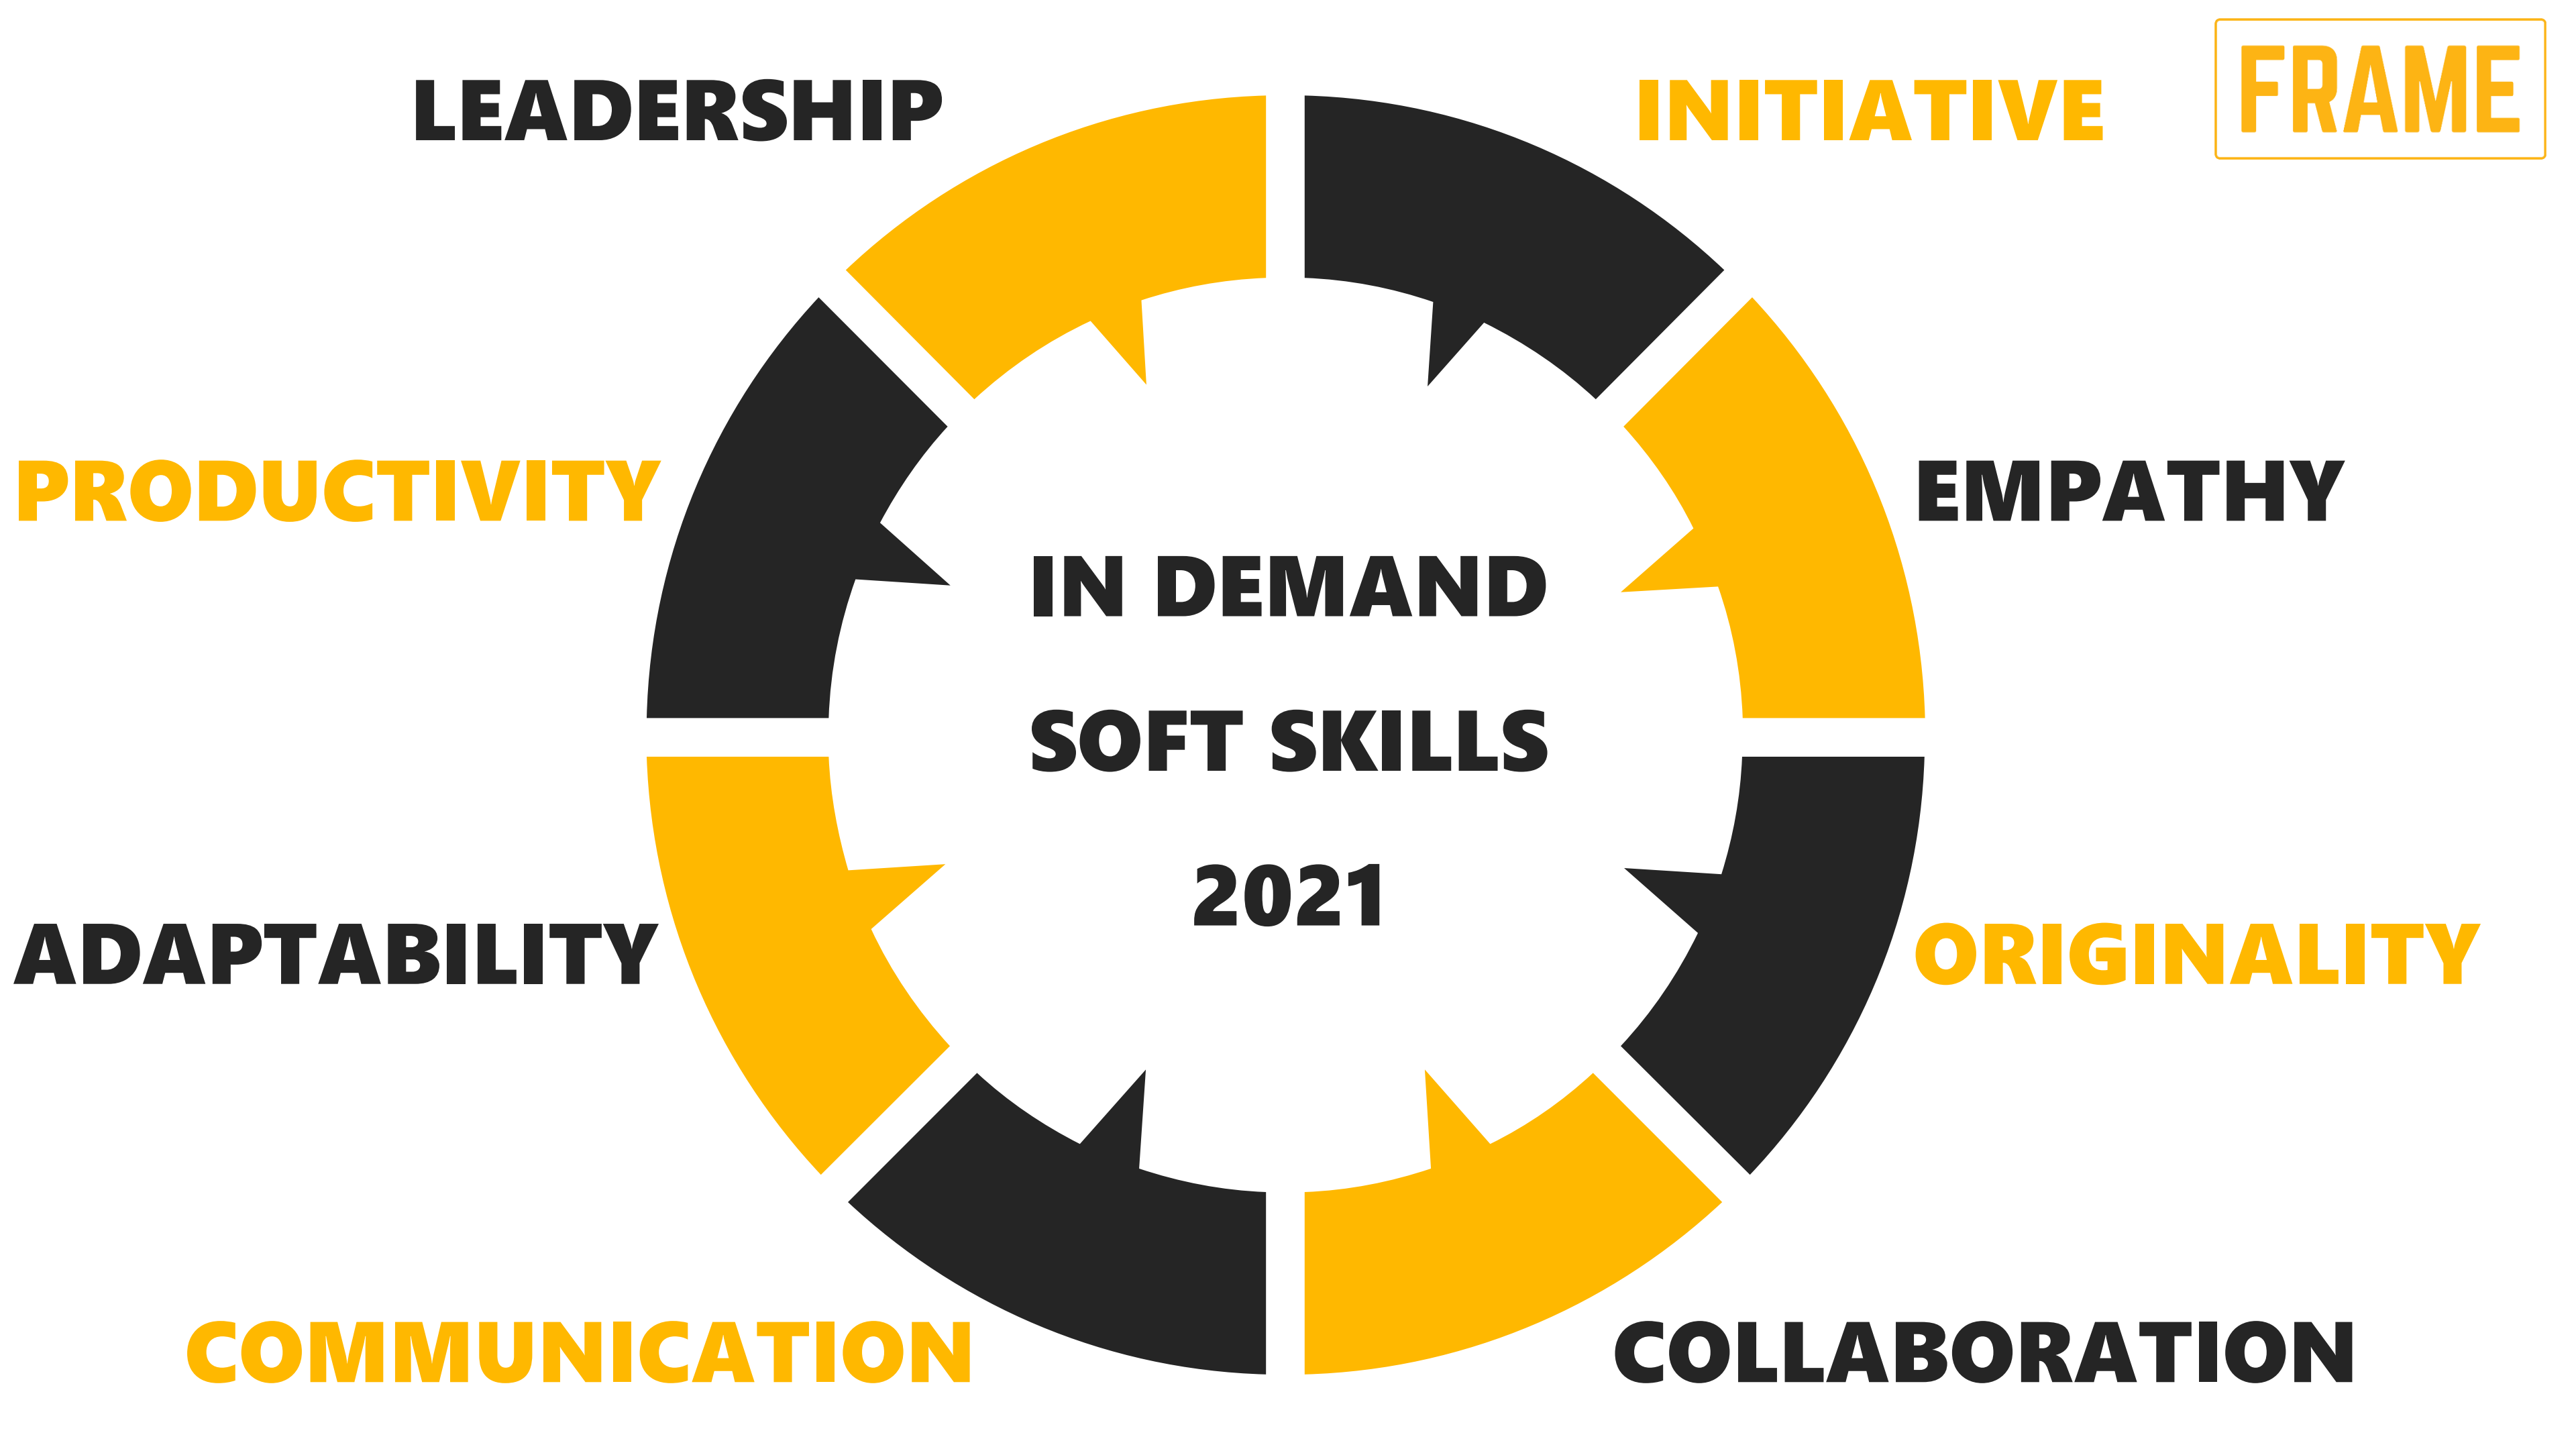 LEADERSHIP
INITIATIVE
FRAME
PRODUCTIVITY
EMPATHY
IN DEMAND
SOFT SKILLS
2021
ADAPTABILITY
ORIGINALITY
COMMUNICATION
COLLABORATION